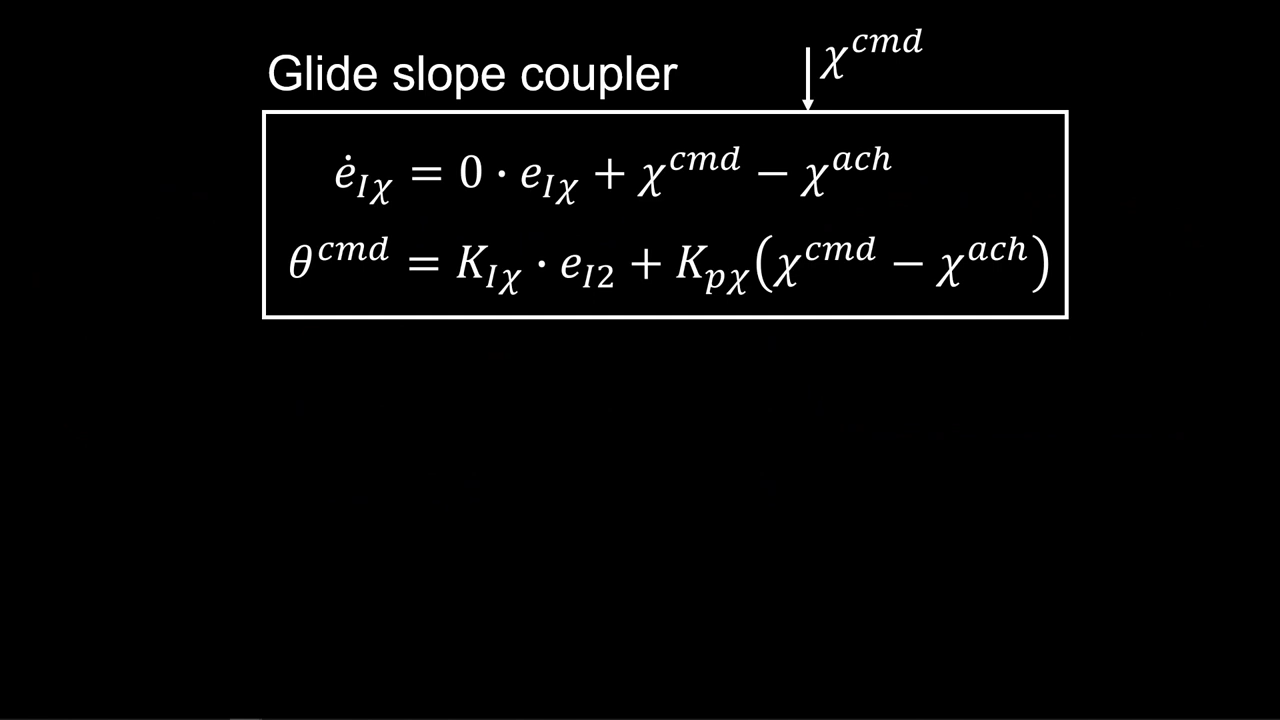 χ^{cmd}
Glide slope coupler
ė_{Iχ} = 0 · e_{Iχ} + χ^{cmd} − χ^{ach}
θ^{cmd} = K_{Iχ} · e_{I2} + K_{pχ}(χ^{cmd} − χ^{ach})